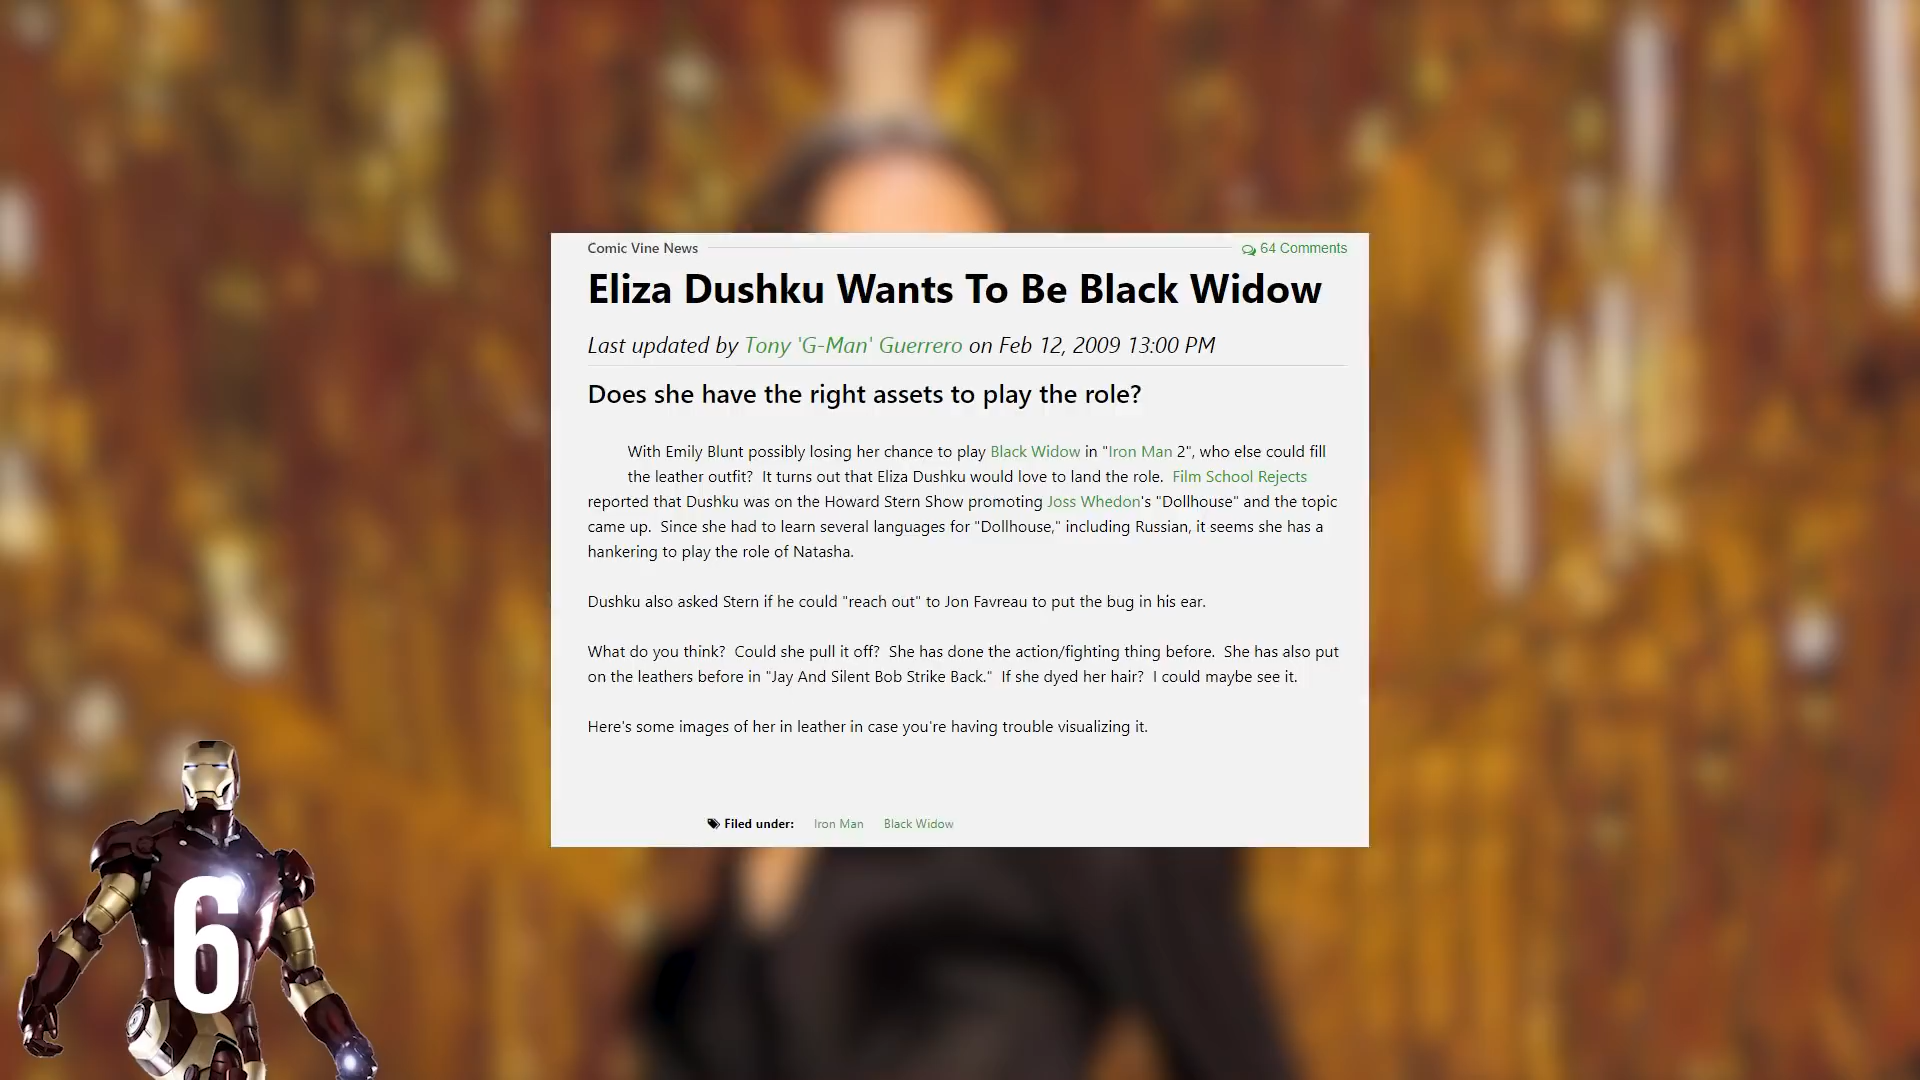 Comic Vine News
64 Comments
Eliza Dushku Wants To Be Black Widow
Last updated by Tony 'G-Man' Guerrero on Feb 12, 2009 13:00 PM
Does she have the right assets to play the role?
With Emily Blunt possibly losing her chance to play Black Widow in "Iron Man 2", who else could fill
the leather outfit?  It turns out that Eliza Dushku would love to land the role.  Film School Rejects
reported that Dushku was on the Howard Stern Show promoting Joss Whedon's "Dollhouse" and the topic
came up.  Since she had to learn several languages for "Dollhouse," including Russian, it seems she has a
hankering to play the role of Natasha.
Dushku also asked Stern if he could "reach out" to Jon Favreau to put the bug in his ear.
What do you think?  Could she pull it off?  She has done the action/fighting thing before.  She has also put
on the leathers before in "Jay And Silent Bob Strike Back."  If she dyed her hair?  I could maybe see it.
Here's some images of her in leather in case you're having trouble visualizing it.
Filed under: Iron Man Black Widow
6